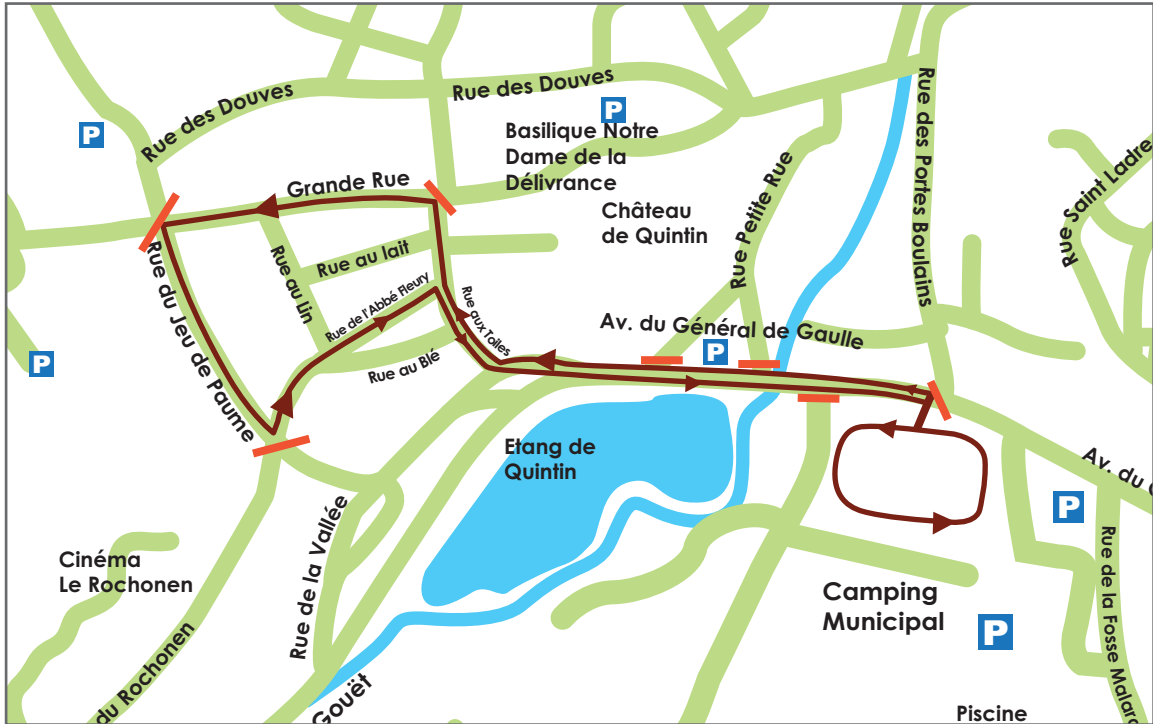 Rue des Douves
Rue des Douves
P
P
Basilique Notre
Dame de la
Délivrance
Grande Rue
Château
de Quintin
Rue Petite Rue
Rue des Portes Boulains
Rue Saint Ladre
Rue au lait
Rue au Lin
Rue de l'Abbé Fleury
Rue aux Toiles
Rue du Jeu de Paume
Rue au Blé
Av. du Général de Gaulle
P
P
Etang de
Quintin
Av. du G
P
Cinéma
Le Rochonen
Rue de la Vallée
Camping
Municipal
P
Rue de la Fosse Malard
du Rochonen
Gouët
Piscine